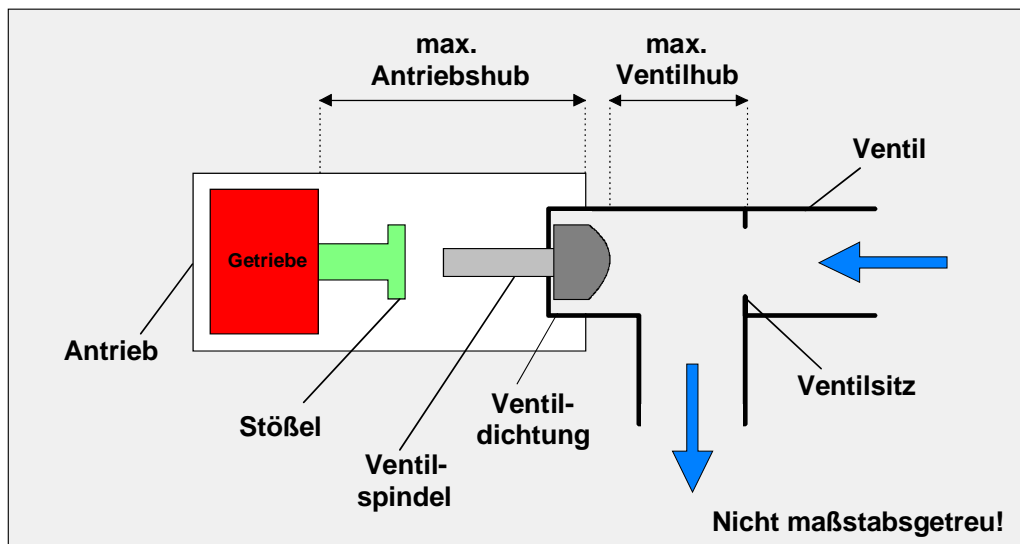 max.
Antriebshub
max.
Ventilhub
Ventil
Getriebe
Antrieb
Stößel
Ventil-
spindel
Ventil-
dichtung
Ventilsitz
Nicht maßstabsgetreu!